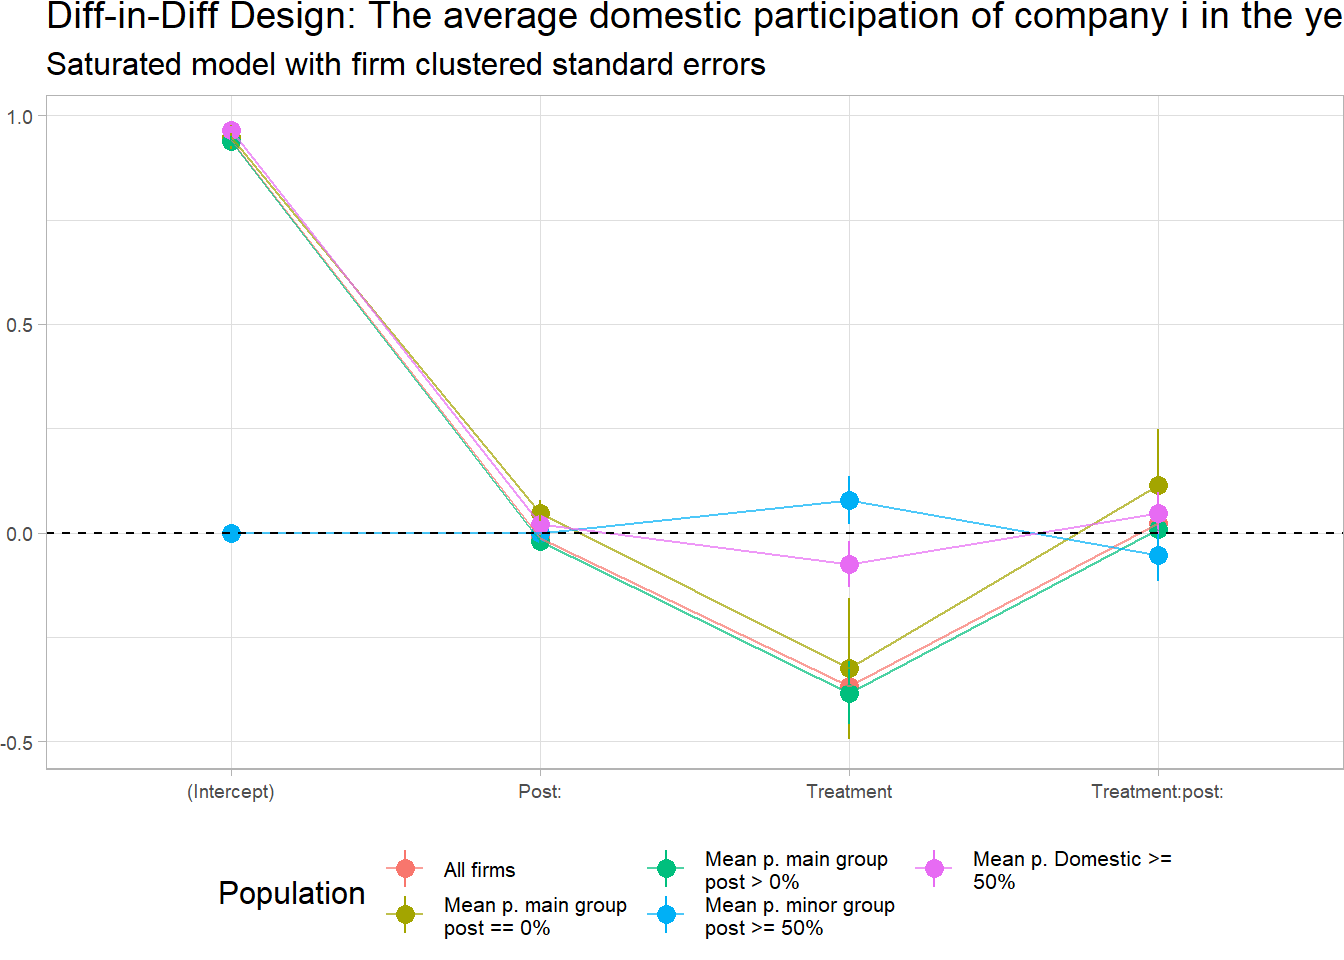 Diff-in-Diff Design: The average domestic participation of company i in the ye
Saturated model with firm clustered standard errors
1.0
0.5
0.0
-0.5
(Intercept) Post: Treatment Treatment:post:
Population
All firms
Mean p. main group
post == 0%
Mean p. main group
post > 0%
Mean p. minor group
post >= 50%
Mean p. Domestic >=
50%